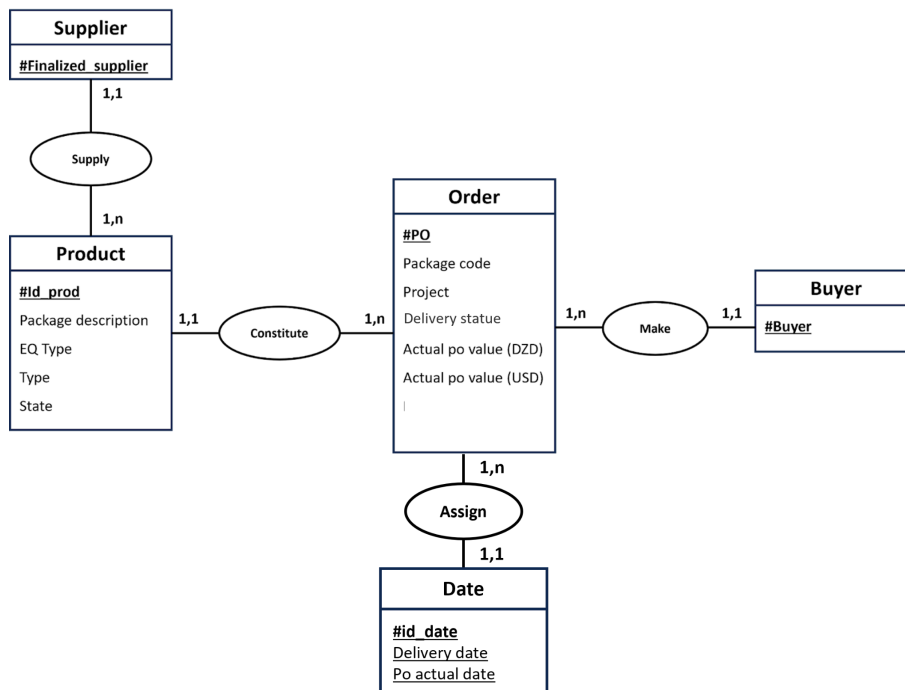 Supplier
#Finalized_supplier
1,1
Supply
1,n
Product
#Id_prod
Package description
EQ Type
Type
State
1,1
Constitute
1,n
Order
#PO
Package code
Project
Delivery statue
Actual po value (DZD)
Actual po value (USD)
1,n
Make
1,1
Buyer
#Buyer
1,n
Assign
1,1
Date
#id_date
Delivery date
Po actual date